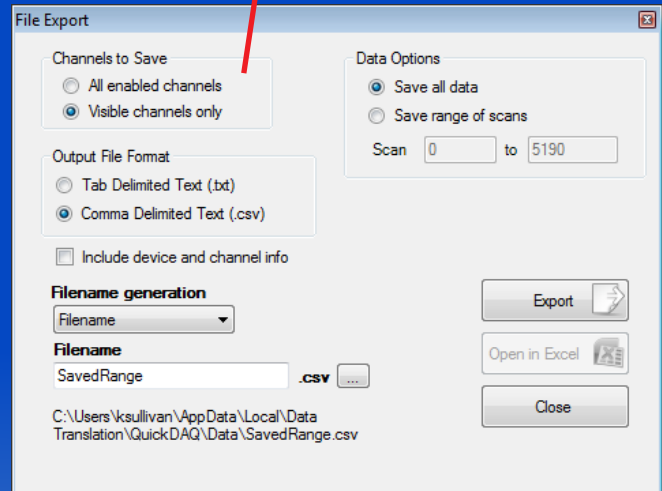 File Export
Channels to Save
All enabled channels
Visible channels only
Data Options
Save all data
Save range of scans
Scan 0 to 5190
Output File Format
Tab Delimited Text (.txt)
Comma Delimited Text (.csv)
Include device and channel info
Filename generation
Filename
Filename
SavedRange .csv ...
C:\Users\ksullivan\AppData\Local\Data
Translation\QuickDAQ\Data\SavedRange.csv
Export
Open in Excel
Close